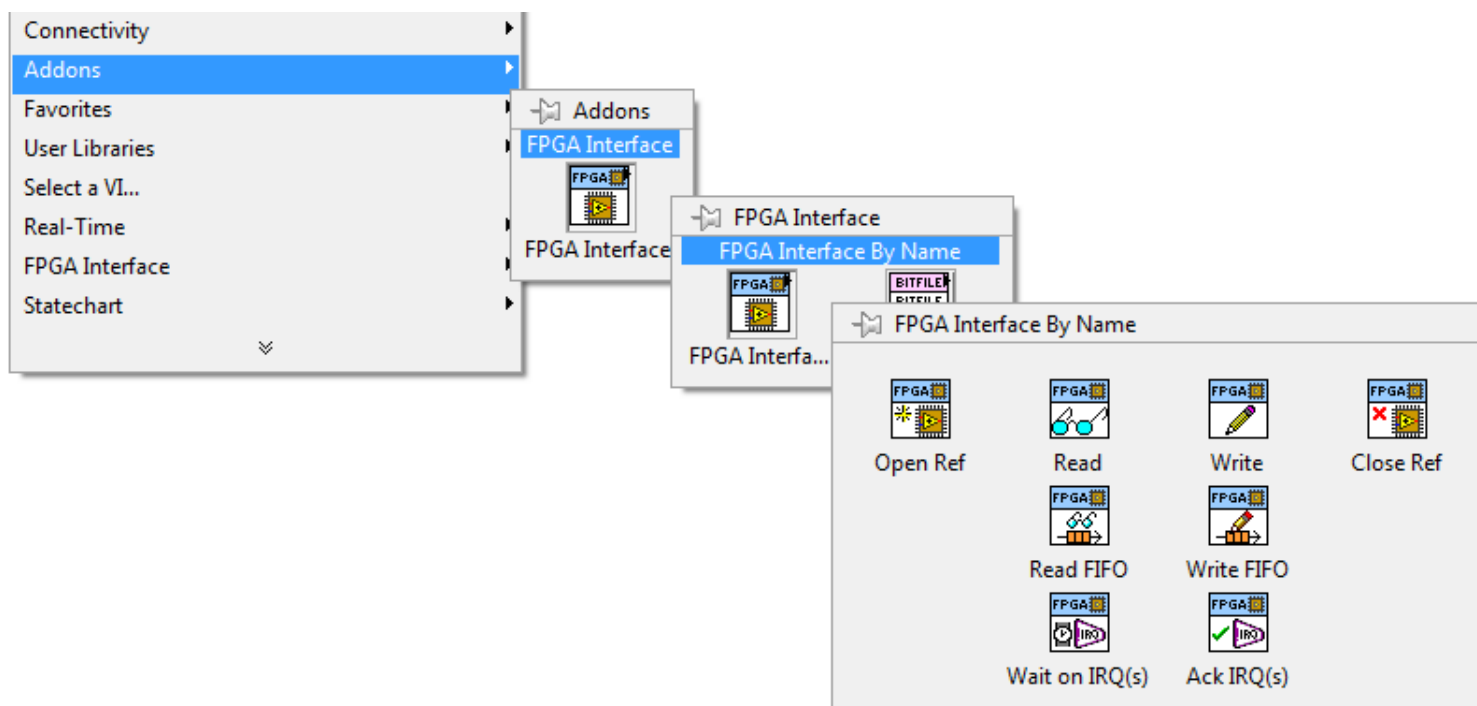 Connectivity
Addons
Favorites
User Libraries
Select a VI...
Real-Time
FPGA Interface
Statechart
Addons
FPGA Interface
FPGA
FPGA Interface
FPGA Interface
FPGA Interface By Name
FPGA
BITFILE
BITFILE
FPGA Interfa...
FPGA Interface By Name
FPGA FPGA FPGA FPGA
Open Ref Read Write Close Ref
FPGA FPGA
Read FIFO Write FIFO
FPGA FPGA
IRQ IRQ
Wait on IRQ(s) Ack IRQ(s)